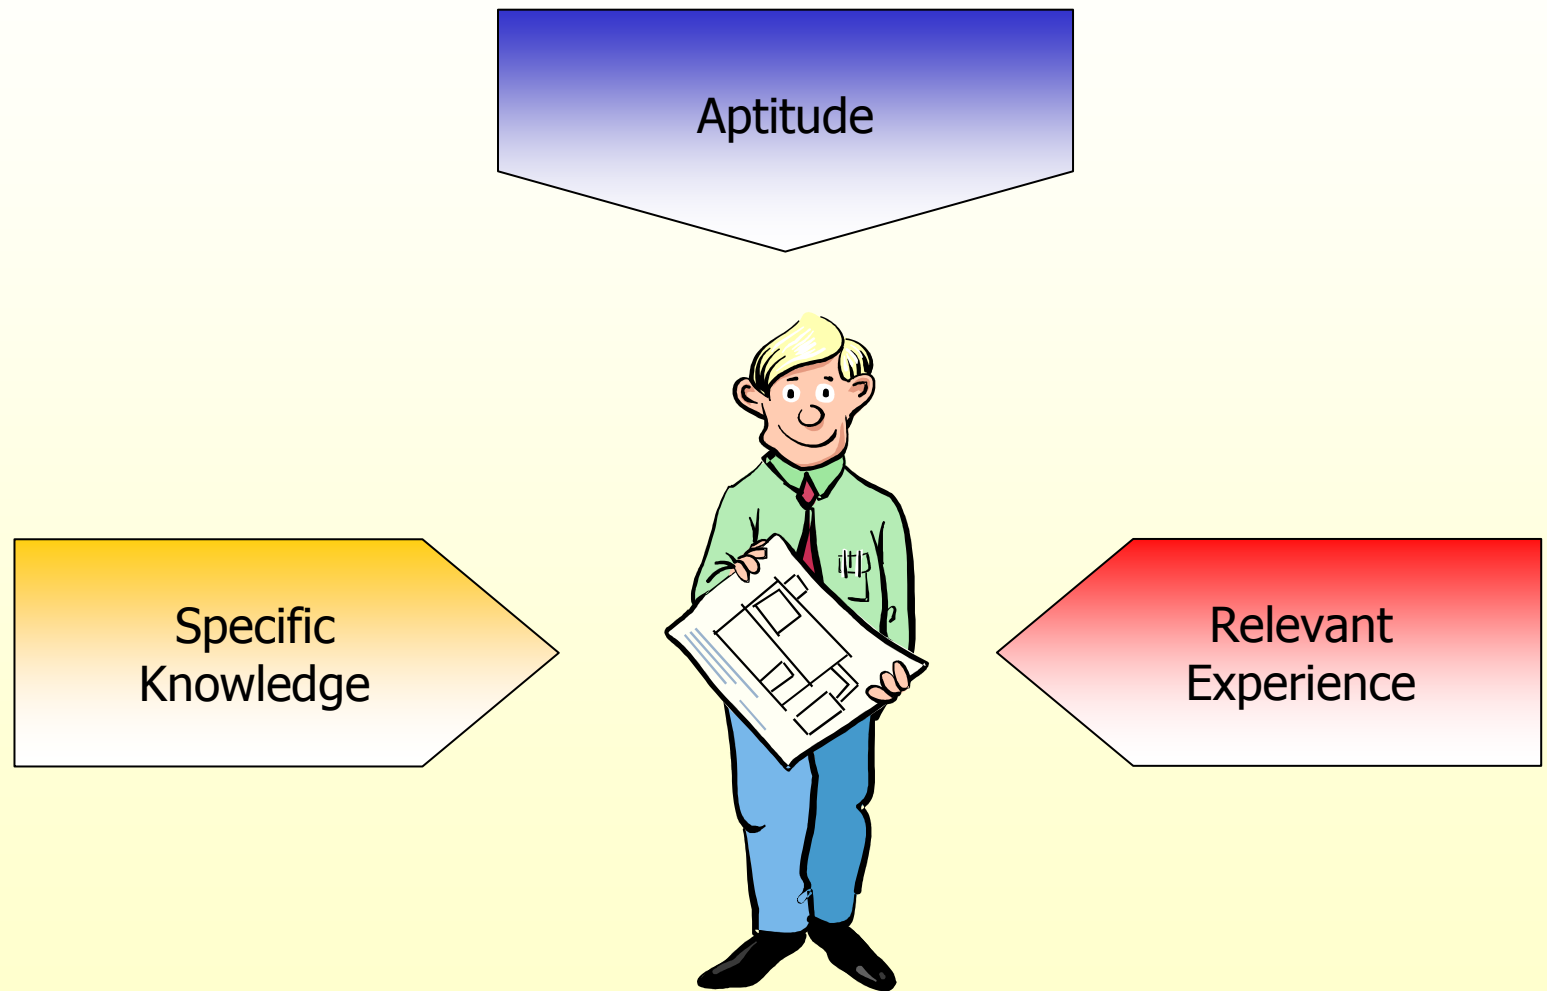 Aptitude
Specific
Knowledge
Relevant
Experience